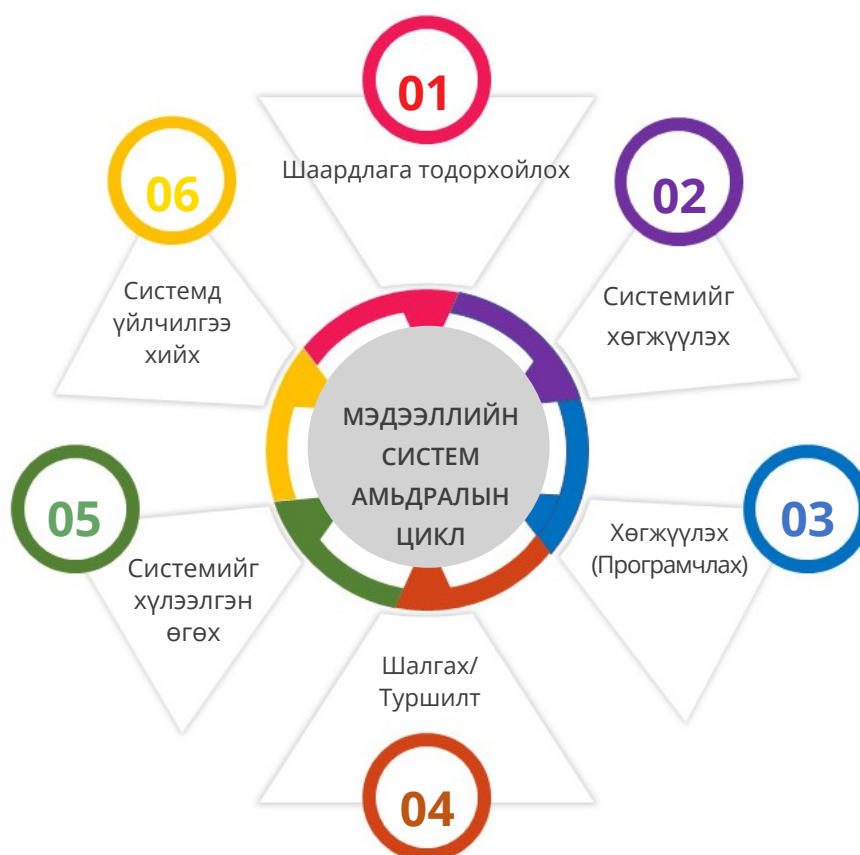 01
Шаардлага тодорхойлох
02
Системийг
хөгжүүлэх
03
Хөгжүүлэх
(Програмчлах)
04
Шалгах/
Туршилт
05
Системийг
хүлээлгэн
өгөх
06
Системд
үйлчилгээ
хийх
МЭДЭЭЛЛИЙН
СИСТЕМ
АМЬДРАЛЫН
ЦИКЛ